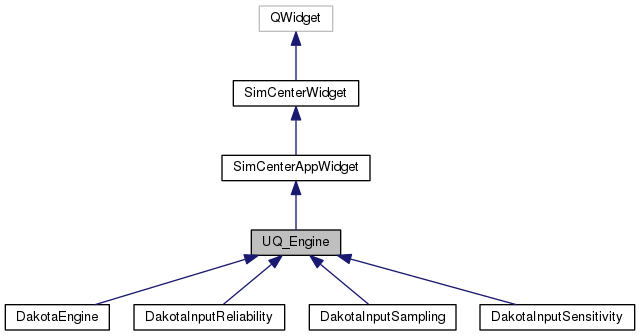 QWidget
SimCenterWidget
SimCenterAppWidget
UQ_Engine
DakotaEngine
DakotaInputReliability
DakotaInputSampling
DakotaInputSensitivity